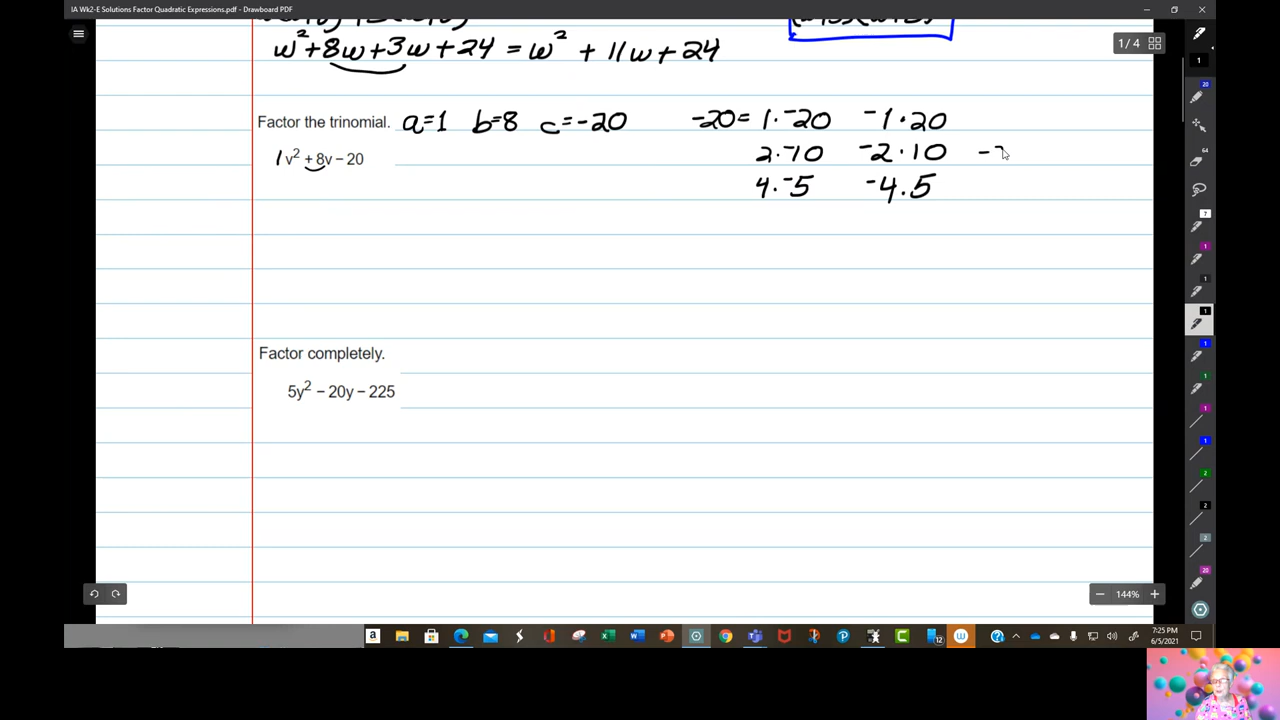 IA Wk2-E Solutions Factor Quadratic Expressions.pdf - Drawboard PDF
1 / 4
w² + 8w + 3w + 24 = w² + 11w + 24
Factor the trinomial. a=1 b=8 c=-20 -20= 1·-20 -1·20
1v² + 8v − 20 2·-10 -2·10 -2
4·-5 -4·5
Factor completely.
5y² − 20y − 225
144%
7:25 PM
6/5/2021